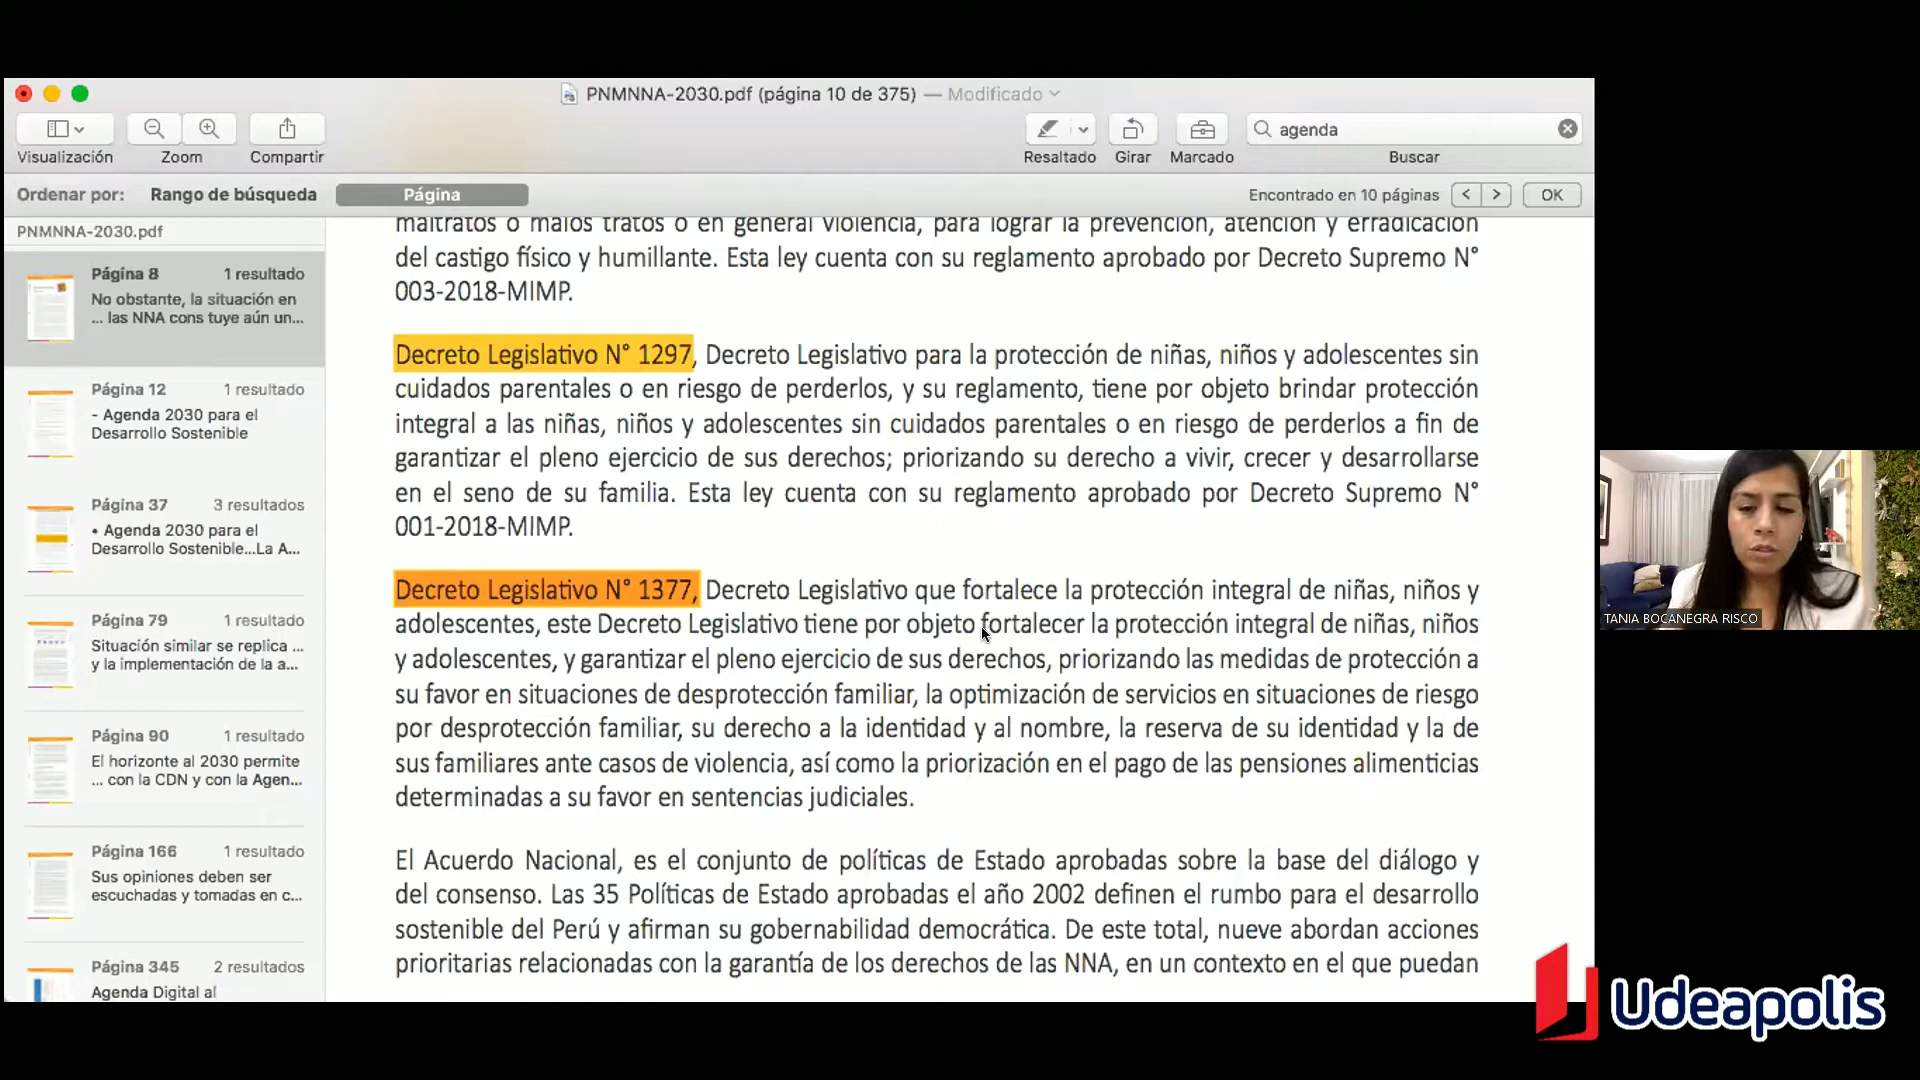 PNMNNA-2030.pdf (página 10 de 375) — Modificado
Visualización
Zoom
Compartir
Resaltado
Girar
Marcado
agenda
Buscar
Ordenar por:
Rango de búsqueda
Página
Encontrado en 10 páginas
OK
PNMNNA-2030.pdf
Página 8 1 resultado
No obstante, la situación en
... las NNA cons tuye aún un...
Página 12 1 resultado
- Agenda 2030 para el
Desarrollo Sostenible
Página 37 3 resultados
• Agenda 2030 para el
Desarrollo Sostenible...La A...
Página 79 1 resultado
Situación similar se replica ...
y la implementación de la a...
Página 90 1 resultado
El horizonte al 2030 permite
... con la CDN y con la Agen...
Página 166 1 resultado
Sus opiniones deben ser
escuchadas y tomadas en c...
Página 345 2 resultados
Agenda Digital al
maltratos o malos tratos o en general violencia, para lograr la prevención, atención y erradicación
del castigo físico y humillante. Esta ley cuenta con su reglamento aprobado por Decreto Supremo N°
003-2018-MIMP.
Decreto Legislativo N° 1297, Decreto Legislativo para la protección de niñas, niños y adolescentes sin
cuidados parentales o en riesgo de perderlos, y su reglamento, tiene por objeto brindar protección
integral a las niñas, niños y adolescentes sin cuidados parentales o en riesgo de perderlos a fin de
garantizar el pleno ejercicio de sus derechos; priorizando su derecho a vivir, crecer y desarrollarse
en el seno de su familia. Esta ley cuenta con su reglamento aprobado por Decreto Supremo N°
001-2018-MIMP.
Decreto Legislativo N° 1377, Decreto Legislativo que fortalece la protección integral de niñas, niños y
adolescentes, este Decreto Legislativo tiene por objeto fortalecer la protección integral de niñas, niños
y adolescentes, y garantizar el pleno ejercicio de sus derechos, priorizando las medidas de protección a
su favor en situaciones de desprotección familiar, la optimización de servicios en situaciones de riesgo
por desprotección familiar, su derecho a la identidad y al nombre, la reserva de su identidad y la de
sus familiares ante casos de violencia, así como la priorización en el pago de las pensiones alimenticias
determinadas a su favor en sentencias judiciales.
El Acuerdo Nacional, es el conjunto de políticas de Estado aprobadas sobre la base del diálogo y
del consenso. Las 35 Políticas de Estado aprobadas el año 2002 definen el rumbo para el desarrollo
sostenible del Perú y afirman su gobernabilidad democrática. De este total, nueve abordan acciones
prioritarias relacionadas con la garantía de los derechos de las NNA, en un contexto en el que puedan
TANIA BOCANEGRA RISCO
Udeapolis